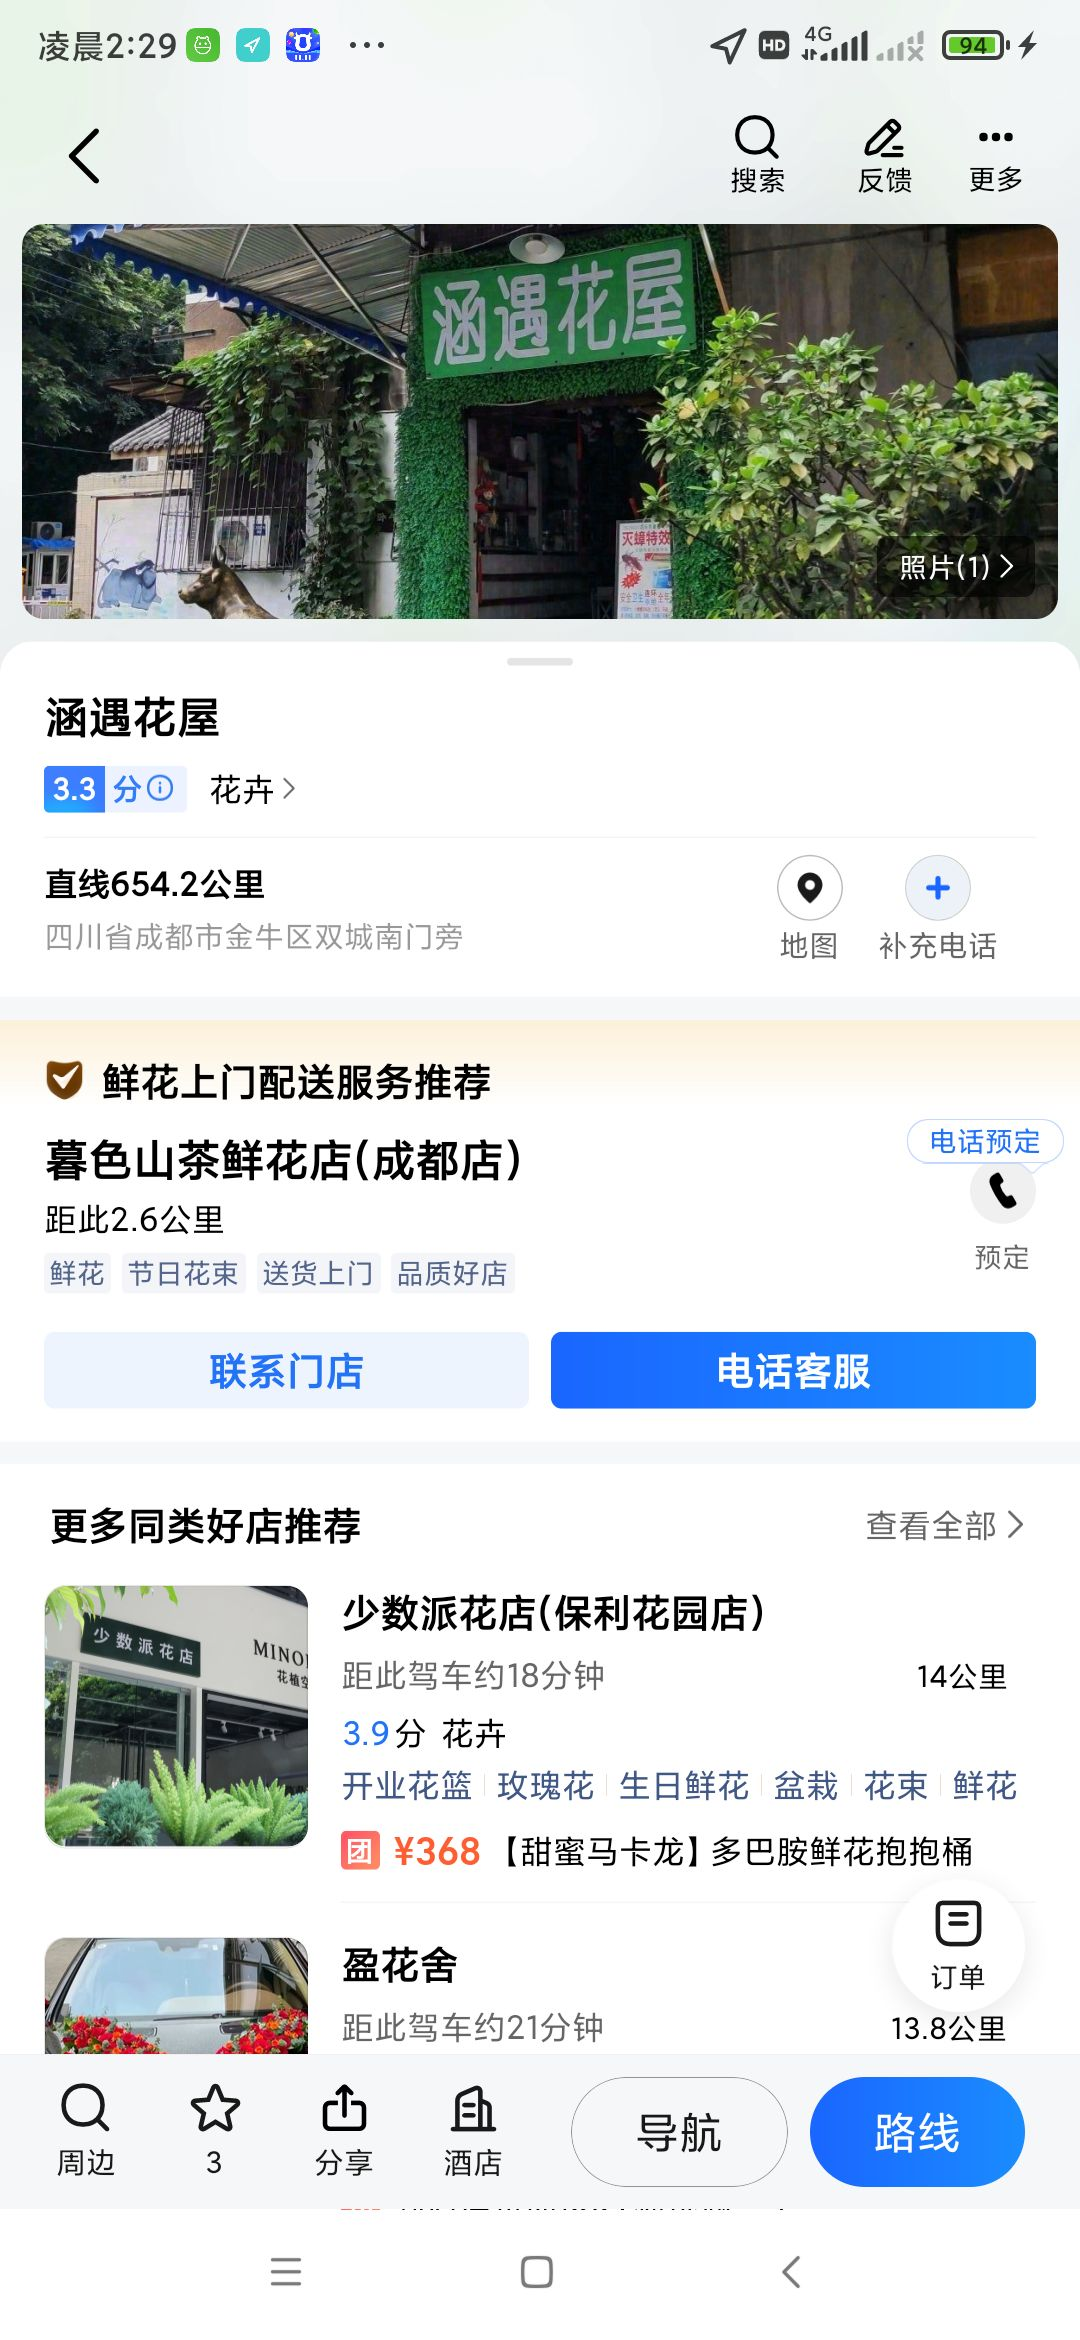 凌晨2:29
HD
4G
94
搜索
反馈
更多
涵遇花屋
灭蟑特效
照片(1)
涵遇花屋
3.3分
花卉
直线654.2公里
四川省成都市金牛区双城南门旁
地图
补充电话
鲜花上门配送服务推荐
暮色山茶鲜花店(成都店)
电话预定
距此2.6公里
预定
鲜花 节日花束 送货上门 品质好店
联系门店
电话客服
更多同类好店推荐
查看全部
少数派花店
少数派花店(保利花园店)
距此驾车约18分钟
14公里
3.9分 花卉
开业花篮 玫瑰花 生日鲜花 盆栽 花束 鲜花
团 ¥368 【甜蜜马卡龙】多巴胺鲜花抱抱桶
盈花舍
订单
距此驾车约21分钟
13.8公里
周边
3
分享
酒店
导航
路线